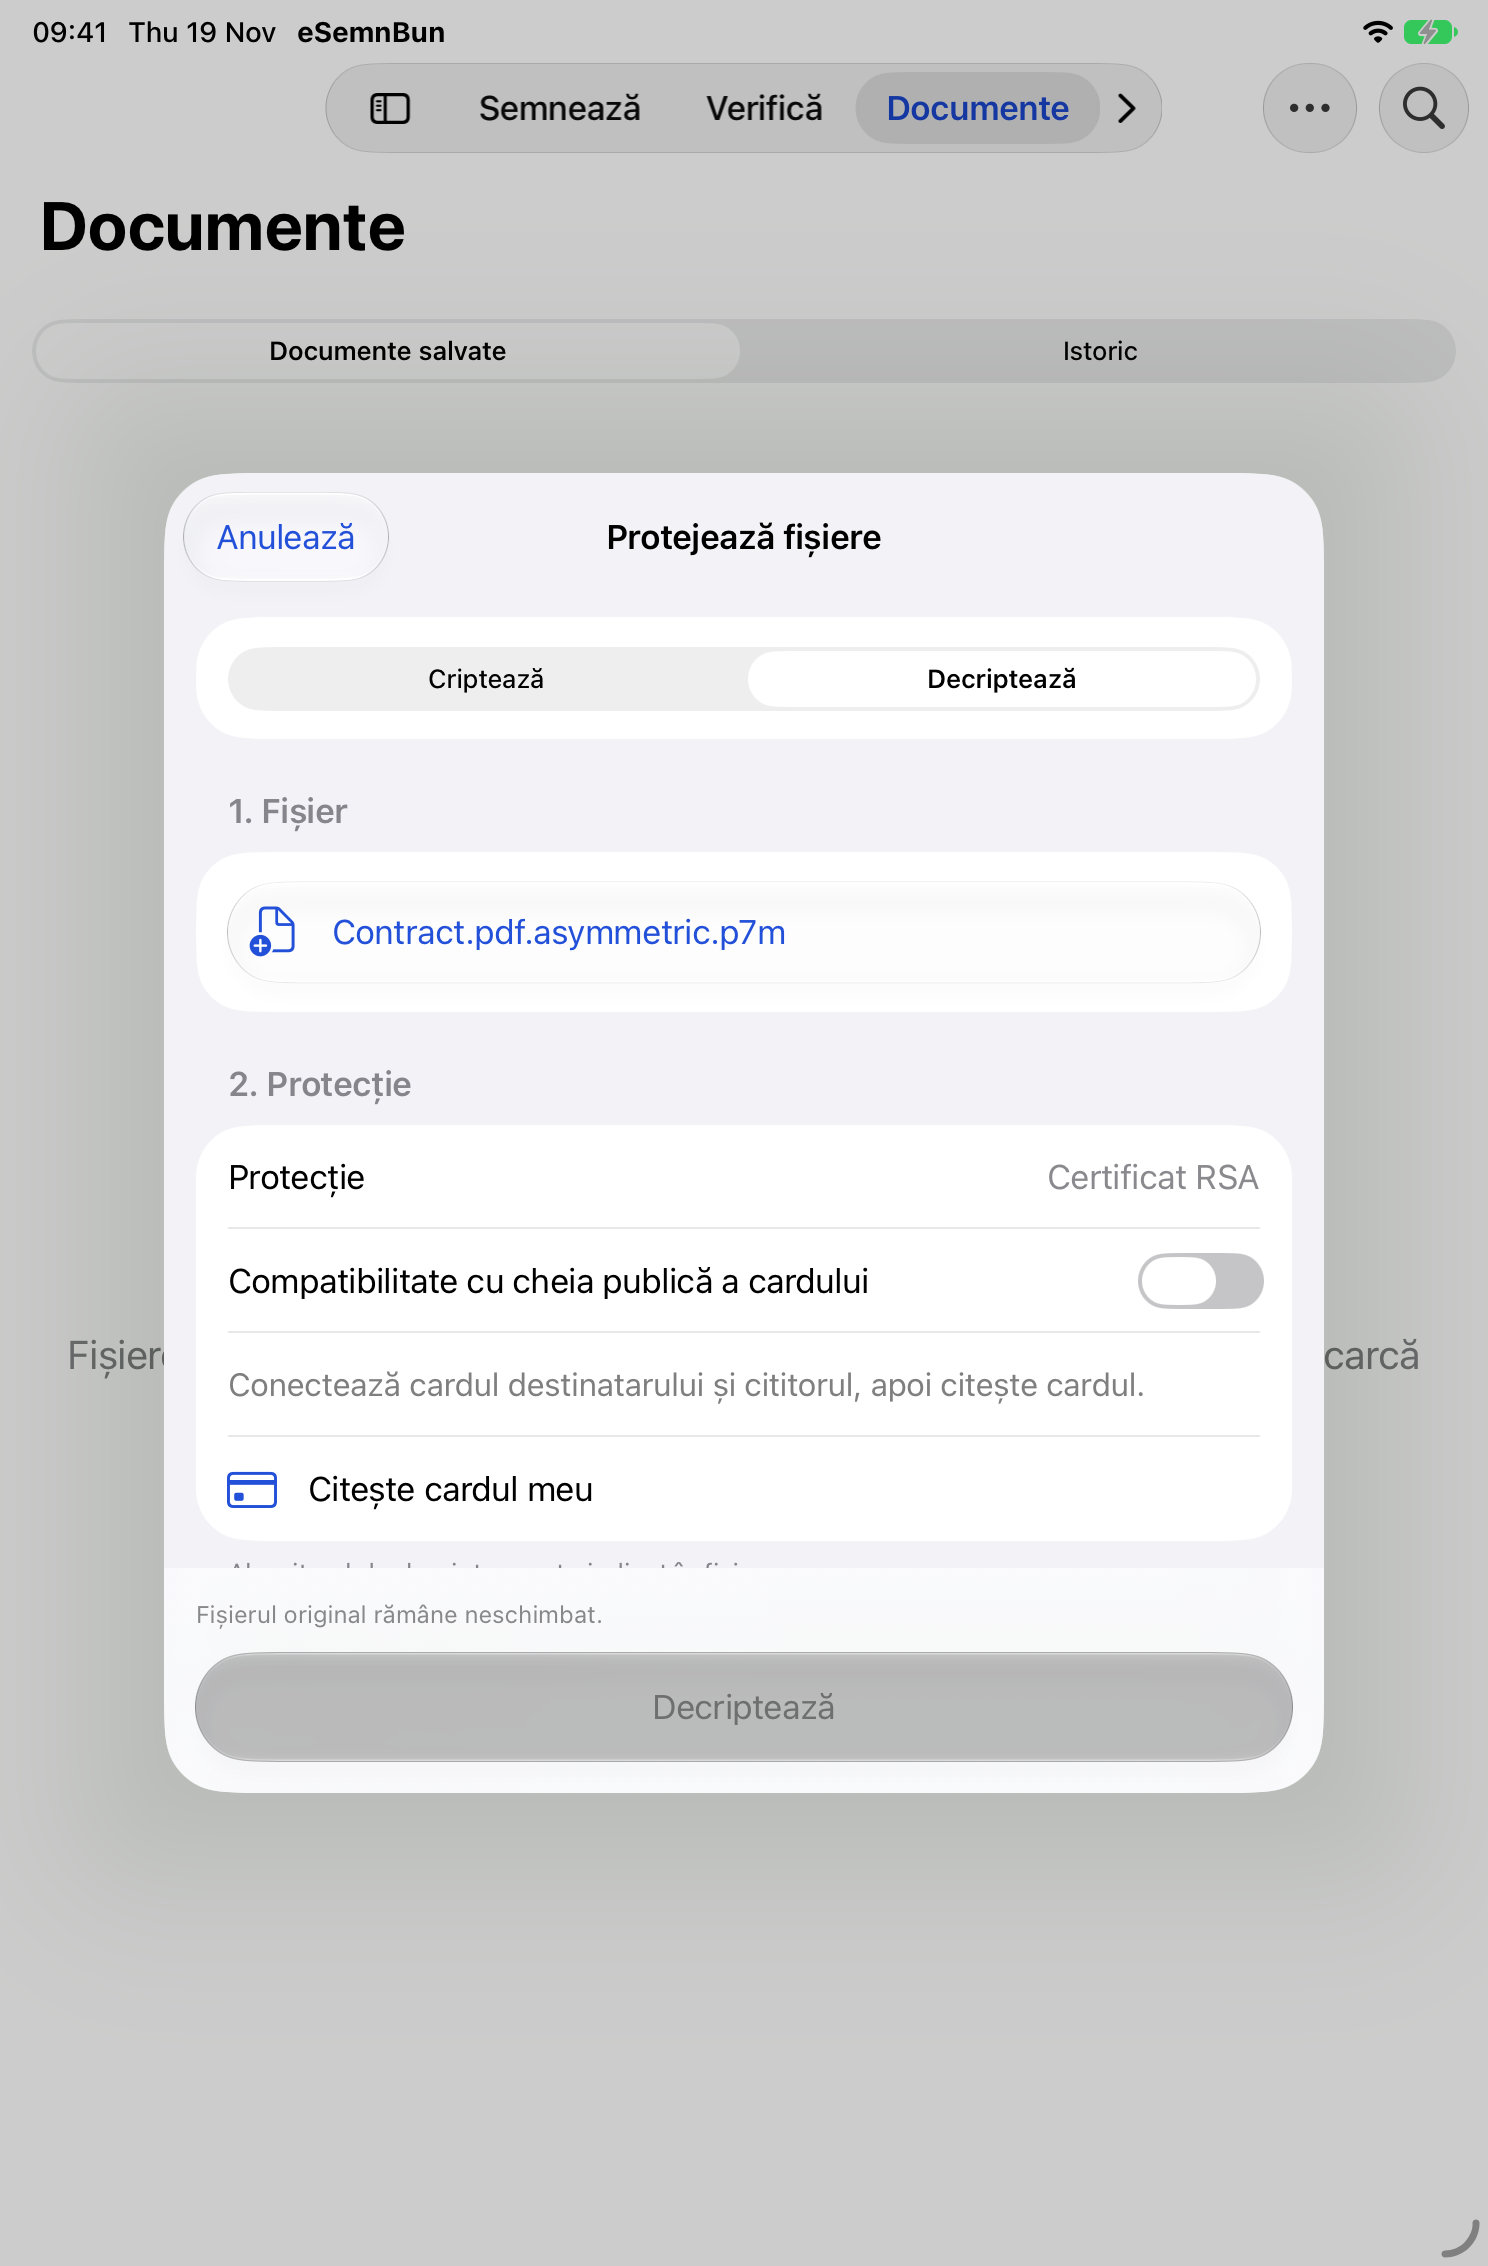 09:41 Thu 19 Nov eSemnBun
Semnează Verifică Documente
Documente
Documente salvate Istoric
Anulează Protejează fișiere
Criptează Decriptează
1. Fișier
Contract.pdf.asymmetric.p7m
2. Protecție
Protecție Certificat RSA
Compatibilitate cu cheia publică a cardului
Conectează cardul destinatarului și cititorul, apoi citește cardul.
Citește cardul meu
Fișierul original rămâne neschimbat.
Decriptează